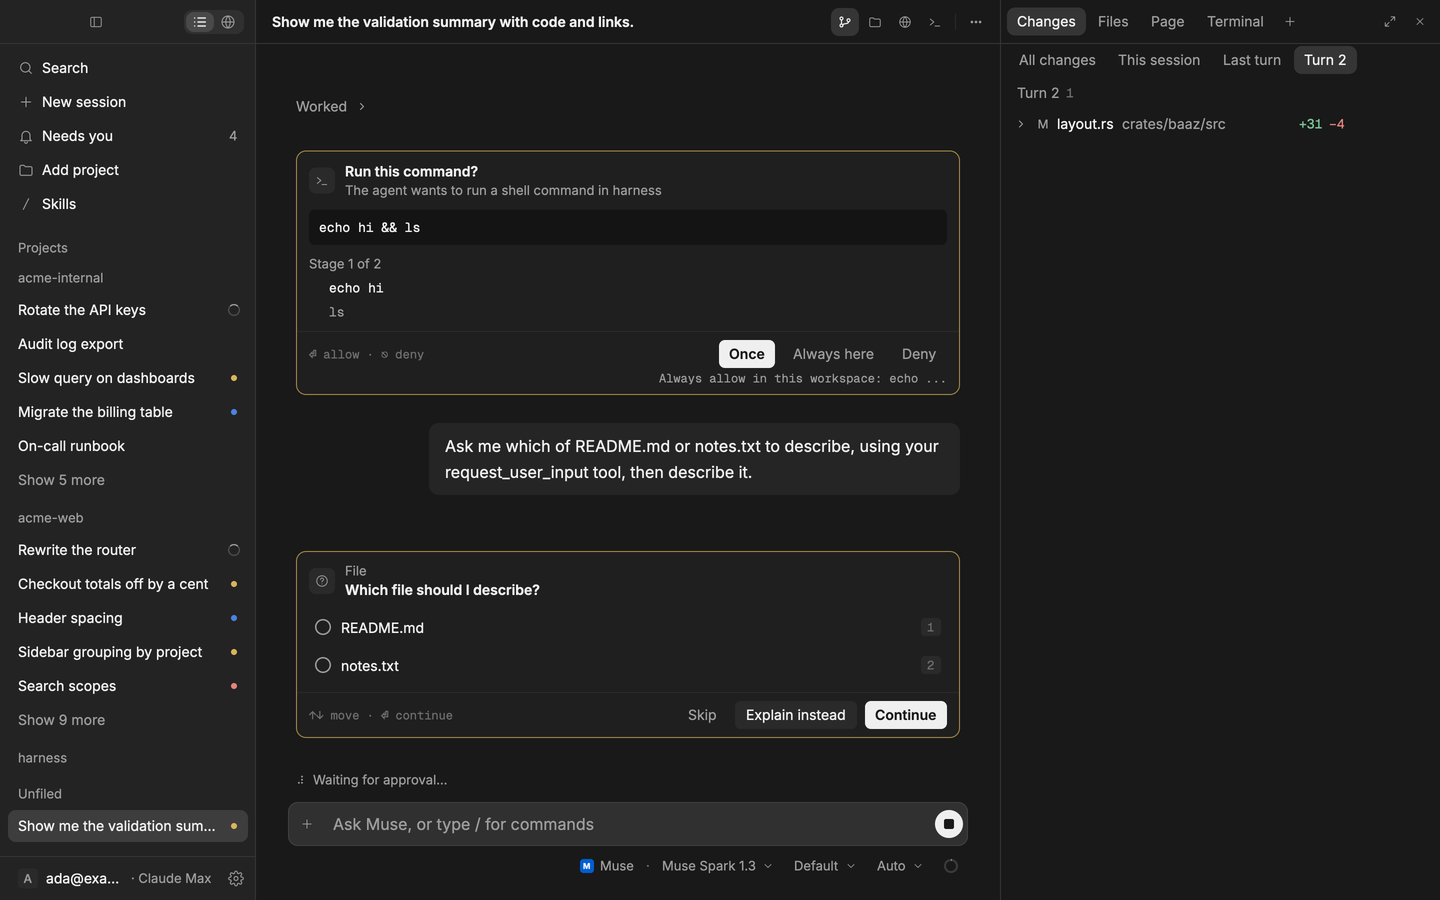 Search
New session
Needs you 4
Add project
Skills
Projects
acme-internal
Rotate the API keys
Audit log export
Slow query on dashboards
Migrate the billing table
On-call runbook
Show 5 more
acme-web
Rewrite the router
Checkout totals off by a cent
Header spacing
Sidebar grouping by project
Search scopes
Show 9 more
harness
Unfiled
Show me the validation sum...
A ada@exa... · Claude Max
Show me the validation summary with code and links.
Worked
Run this command?
The agent wants to run a shell command in harness
echo hi && ls
Stage 1 of 2
echo hi
ls
allow · deny
Once Always here Deny
Always allow in this workspace: echo ...
Ask me which of README.md or notes.txt to describe, using your
request_user_input tool, then describe it.
File
Which file should I describe?
README.md 1
notes.txt 2
move · continue
Skip Explain instead Continue
Waiting for approval...
Ask Muse, or type / for commands
M Muse · Muse Spark 1.3 Default Auto
Changes Files Page Terminal
All changes This session Last turn Turn 2
Turn 2 1
M layout.rs crates/baaz/src +31 −4